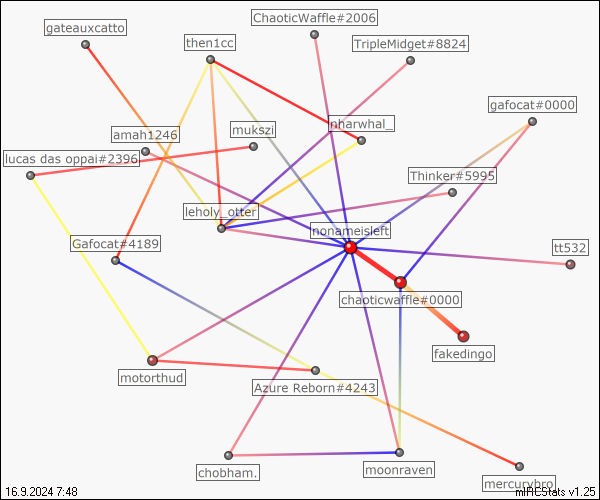 ChaoticWaffle#2006
gateauxcatto
then1cc
TripleMidget#8824
gafocat#0000
amah1246
mukszi
nharwhal_
lucas das oppai#2396
Thinker#5995
leholy_otter
nonameisleft
Gafocat#4189
tt532
chaoticwaffle#0000
fakedingo
motorthud
Azure Reborn#4243
chobham.
moonraven
mercurybro
16.9.2024 7:48
mIRCStats v1.25